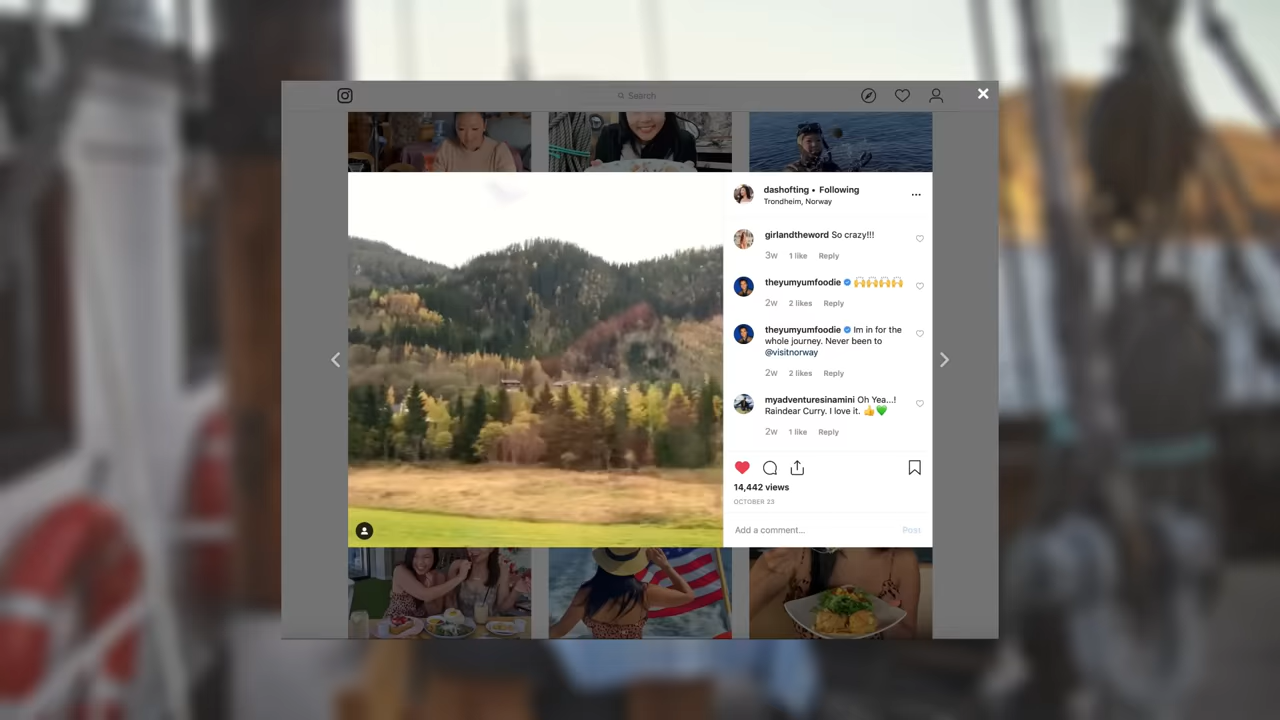 Search
dashofting • Following
Trondheim, Norway
girlandtheword So crazy!!!
3w 1 like Reply
theyumyumfoodie 🙌🙌🙌🙌
2w 2 likes Reply
theyumyumfoodie Im in for the
whole journey. Never been to
@visitnorway
2w 2 likes Reply
myadventuresinamini Oh Yea...!
Raindear Curry. I love it. 👍💚
2w 1 like Reply
14,442 views
OCTOBER 23
Add a comment... Post